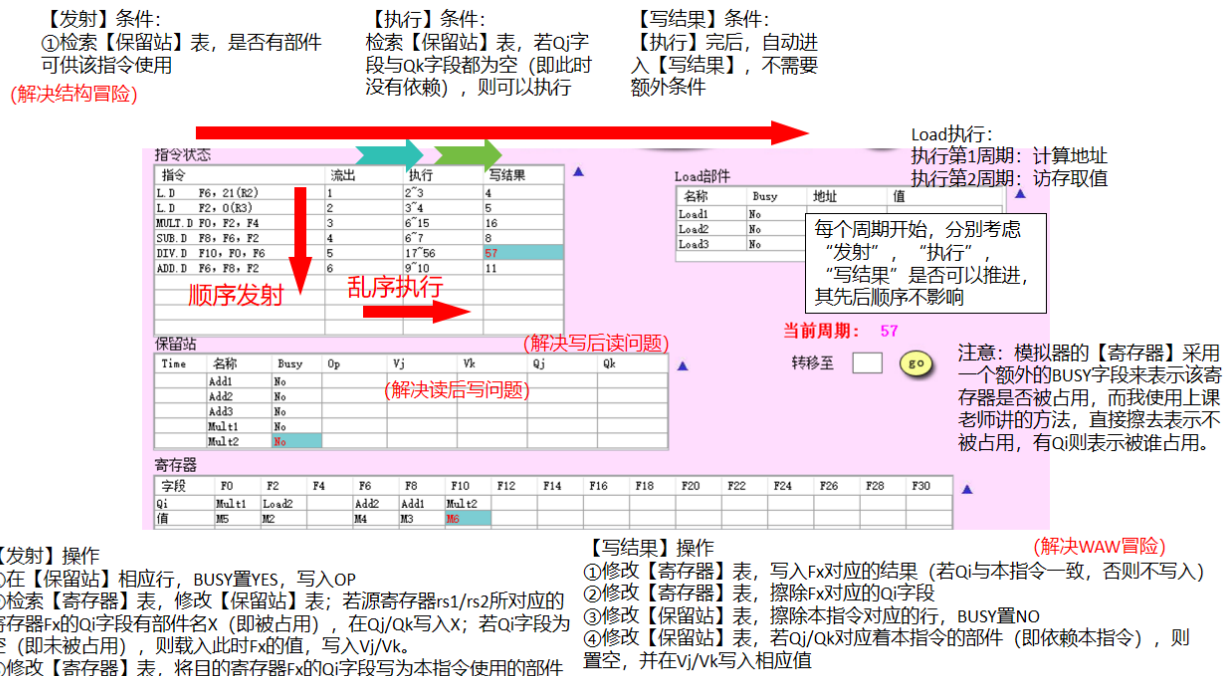 【发射】条件:
①检索【保留站】表，是否有部件
可供该指令使用
(解决结构冒险)
【执行】条件:
检索【保留站】表，若Qj字
段与Qk字段都为空（即此时
没有依赖），则可以执行
【写结果】条件:
【执行】完后，自动进
入【写结果】，不需要
额外条件
Load执行:
执行第1周期：计算地址
执行第2周期：访存取值
指令状态
指令 流出 执行 写结果
L.D F6, 21(R2) 1 2~3 4
L.D F2, 0(R3) 2 3~4 5
MULT.D F0, F2, F4 3 6~15 16
SUB.D F8, F6, F2 4 6~7 8
DIV.D F10, F0, F6 5 17~56 57
ADD.D F6, F8, F2 6 9~10 11
顺序发射
乱序执行
Load部件
名称 Busy 地址 值
Load1 No
Load2 No
Load3 No
每个周期开始，分别考虑
“发射”，“执行”，
“写结果”是否可以推进，
其先后顺序不影响
当前周期: 57
转移至 go
(解决写后读问题)
保留站
Time 名称 Busy Op Vj Vk Qj Qk
Add1 No
Add2 No
Add3 No
Mult1 No
Mult2 No
(解决读后写问题)
注意：模拟器的【寄存器】采用
一个额外的BUSY字段来表示该寄
存器是否被占用，而我使用上课
老师讲的方法，直接擦去表示不
被占用，有Qi则表示被谁占用。
寄存器
字段 F0 F2 F4 F6 F8 F10 F12 F14 F16 F18 F20 F22 F24 F26 F28 F30
Qi Mult1 Load2 Add2 Add1 Mult2
值 M5 M2 M4 M3 M6
【发射】操作
①在【保留站】相应行，BUSY置YES，写入OP
②检索【寄存器】表，修改【保留站】表；若源寄存器rs1/rs2所对应的
寄存器Fx的Qi字段有部件名X（即被占用），在Qj/Qk写入X；若Qi字段为
空（即未被占用），则载入此时Fx的值，写入Vj/Vk。
③修改【寄存器】表，将目的寄存器Fx的Qi字段写为本指令使用的部件
【写结果】操作
(解决WAW冒险)
①修改【寄存器】表，写入Fx对应的结果（若Qi与本指令一致，否则不写入）
②修改【寄存器】表，擦除Fx对应的Qi字段
③修改【保留站】表，擦除本指令对应的行，BUSY置NO
④修改【保留站】表，若Qj/Qk对应着本指令的部件（即依赖本指令），则
置空，并在Vj/Vk写入相应值